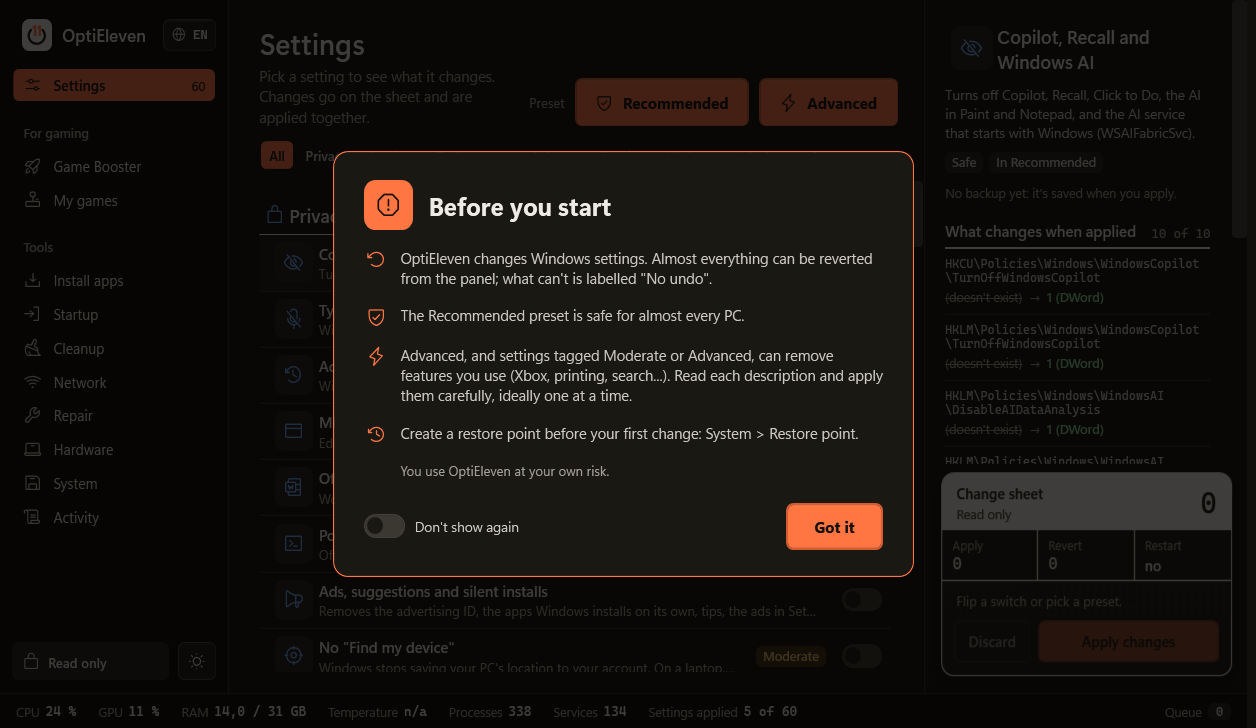 OptiEleven
EN
Settings 60
For gaming
Game Booster
My games
Tools
Install apps
Startup
Cleanup
Network
Repair
Hardware
System
Activity
Read only
Settings
Pick a setting to see what it changes.
Changes go on the sheet and are
applied together.
Preset
Recommended
Advanced
All
Before you start
OptiEleven changes Windows settings. Almost everything can be reverted
from the panel; what can't is labelled "No undo".
The Recommended preset is safe for almost every PC.
Advanced, and settings tagged Moderate or Advanced, can remove
features you use (Xbox, printing, search...). Read each description and apply
them carefully, ideally one at a time.
Create a restore point before your first change: System > Restore point.
You use OptiEleven at your own risk.
Don't show again
Got it
Ads, suggestions and silent installs
Removes the advertising ID, the apps Windows installs on its own, tips, the ads in Set...
No "Find my device"
Windows stops saving your PC's location to your account. On a laptop,...
Moderate
Copilot, Recall and
Windows AI
Turns off Copilot, Recall, Click to Do, the AI
in Paint and Notepad, and the AI service
that starts with Windows (WSAIFabricSvc).
Safe In Recommended
No backup yet: it's saved when you apply.
What changes when applied 10 of 10
HKCU\Policies\Windows\WindowsCopilot
\TurnOffWindowsCopilot
(doesn't exist) → 1 (DWord)
HKLM\Policies\Windows\WindowsCopilot
\TurnOffWindowsCopilot
(doesn't exist) → 1 (DWord)
HKLM\Policies\Windows\WindowsAI
\DisableAIDataAnalysis
(doesn't exist) → 1 (DWord)
HKLM\Policies\Windows\WindowsAI
Change sheet 0
Read only
Apply Revert Restart
0 0 no
Flip a switch or pick a preset.
Discard Apply changes
CPU 24 % GPU 11 % RAM 14,0 / 31 GB Temperature n/a Processes 338 Services 134 Settings applied 5 of 60 Queue 0